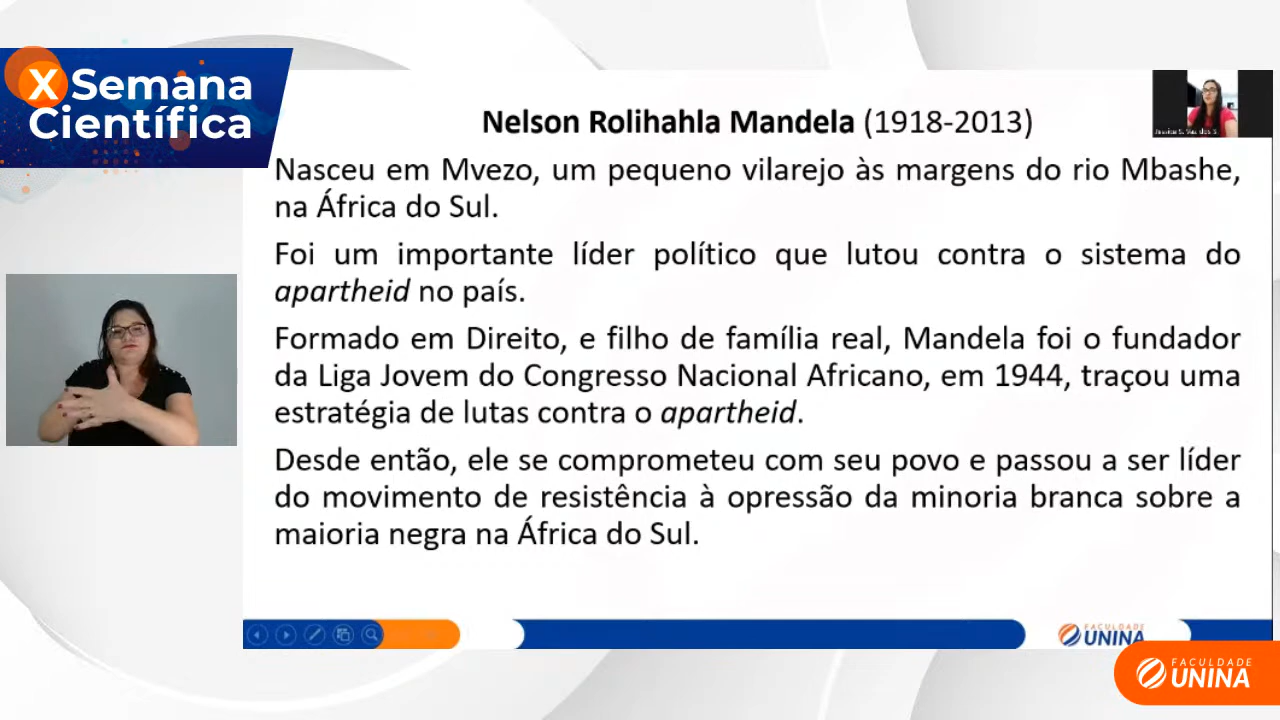 X Semana
Científica
Nelson Rolihahla Mandela (1918-2013)
Nasceu em Mvezo, um pequeno vilarejo às margens do rio Mbashe,
na África do Sul.
Foi um importante líder político que lutou contra o sistema do
apartheid no país.
Formado em Direito, e filho de família real, Mandela foi o fundador
da Liga Jovem do Congresso Nacional Africano, em 1944, traçou uma
estratégia de lutas contra o apartheid.
Desde então, ele se comprometeu com seu povo e passou a ser líder
do movimento de resistência à opressão da minoria branca sobre a
maioria negra na África do Sul.
FACULDADE
UNINA
FACULDADE
UNINA